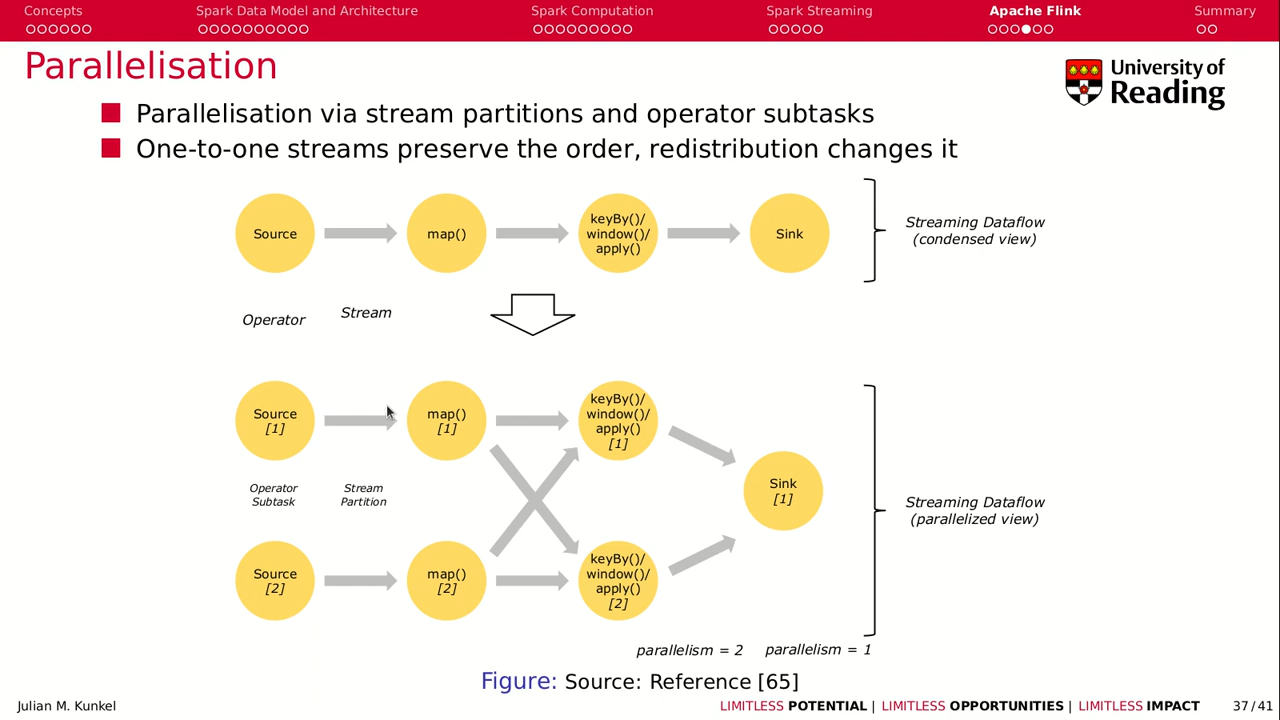 Concepts
Spark Data Model and Architecture
Spark Computation
Spark Streaming
Apache Flink
Summary
Parallelisation
University of
Reading
Parallelisation via stream partitions and operator subtasks
One-to-one streams preserve the order, redistribution changes it
Source
map()
keyBy()/
window()/
apply()
Sink
Streaming Dataflow
(condensed view)
Operator
Stream
Source
[1]
map()
[1]
keyBy()/
window()/
apply()
[1]
Operator
Subtask
Stream
Partition
Sink
[1]
Streaming Dataflow
(parallelized view)
Source
[2]
map()
[2]
keyBy()/
window()/
apply()
[2]
parallelism = 2
parallelism = 1
Figure: Source: Reference [65]
Julian M. Kunkel
LIMITLESS POTENTIAL | LIMITLESS OPPORTUNITIES | LIMITLESS IMPACT
37/41